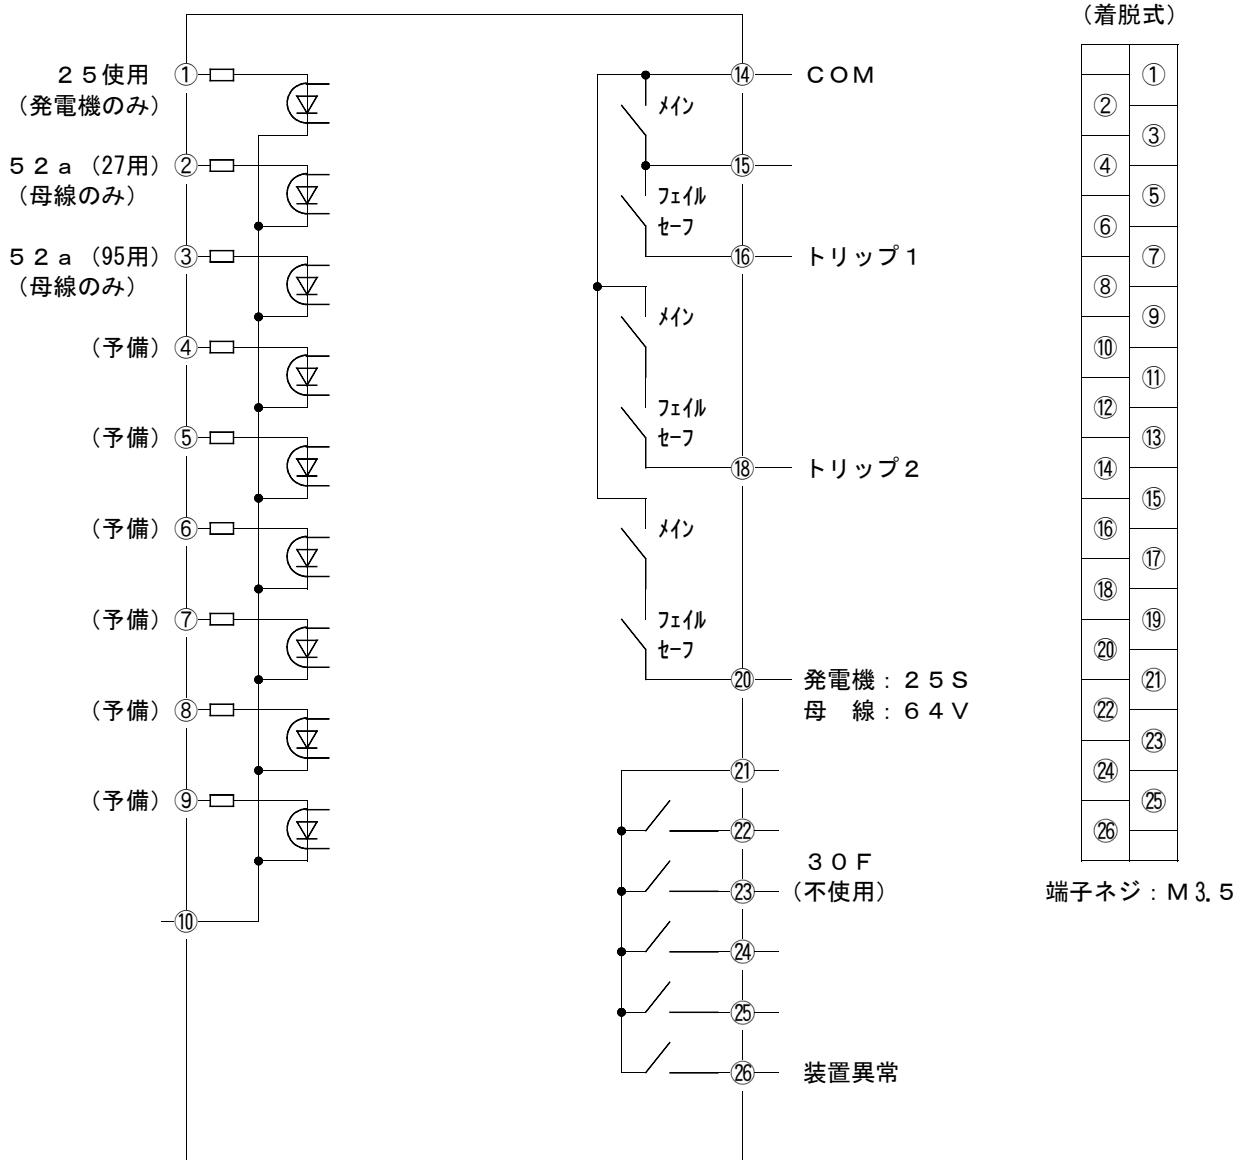 ２５使用 ①
（発電機のみ）
５２ａ（27用）②
（母線のみ）
５２ａ（95用）③
（母線のみ）
（予備）④
（予備）⑤
（予備）⑥
（予備）⑦
（予備）⑧
（予備）⑨
⑩
⑭ ＣＯＭ
メイン
⑮
フェイル
セーフ
⑯ トリップ１
メイン
フェイル
セーフ
⑱ トリップ２
メイン
フェイル
セーフ
⑳ 発電機：２５Ｓ
母　線：６４Ｖ
㉑
㉒
３０Ｆ
㉓（不使用）
㉔
㉕
㉖ 装置異常
（着脱式）
①
②
③
④
⑤
⑥
⑦
⑧
⑨
⑩
⑪
⑫
⑬
⑭
⑮
⑯
⑰
⑱
⑲
⑳
㉑
㉒
㉓
㉔
㉕
㉖
端子ネジ：Ｍ3.５